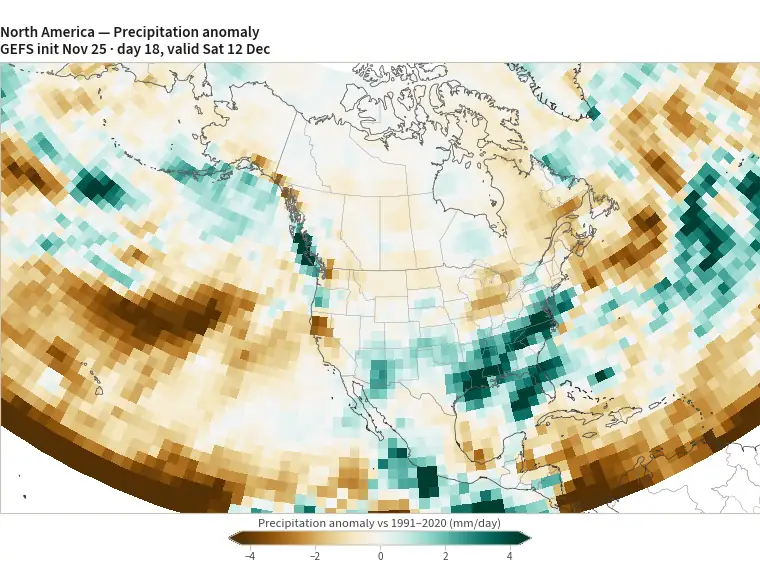 North America — Precipitation anomaly
GEFS init Nov 25 · day 18, valid Sat 12 Dec
Precipitation anomaly vs 1991–2020 (mm/day)
−4 −2 0 2 4